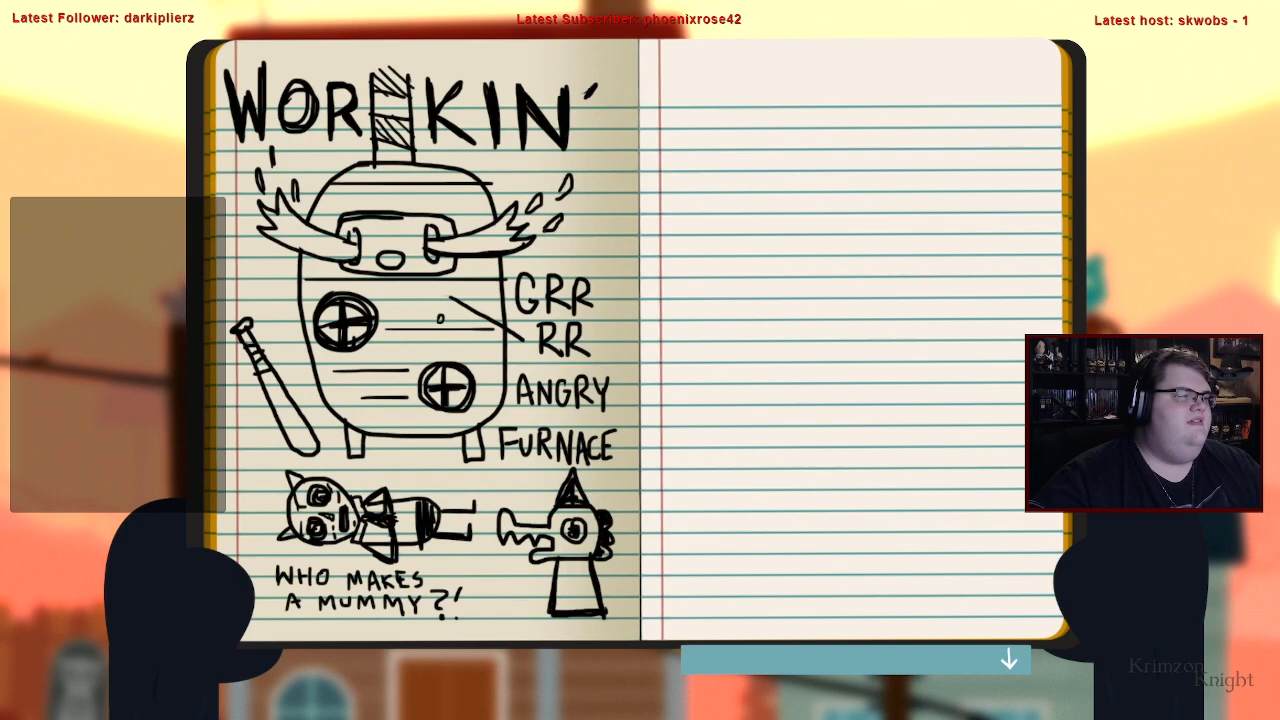 Latest Follower: darkiplierz
Latest Subscriber: phoenixrose42
Latest host: skwobs - 1
WORKIN'
GRR
RR
ANGRY
FURNACE
WHO MAKES
A MUMMY?!
Krimzon
Knight